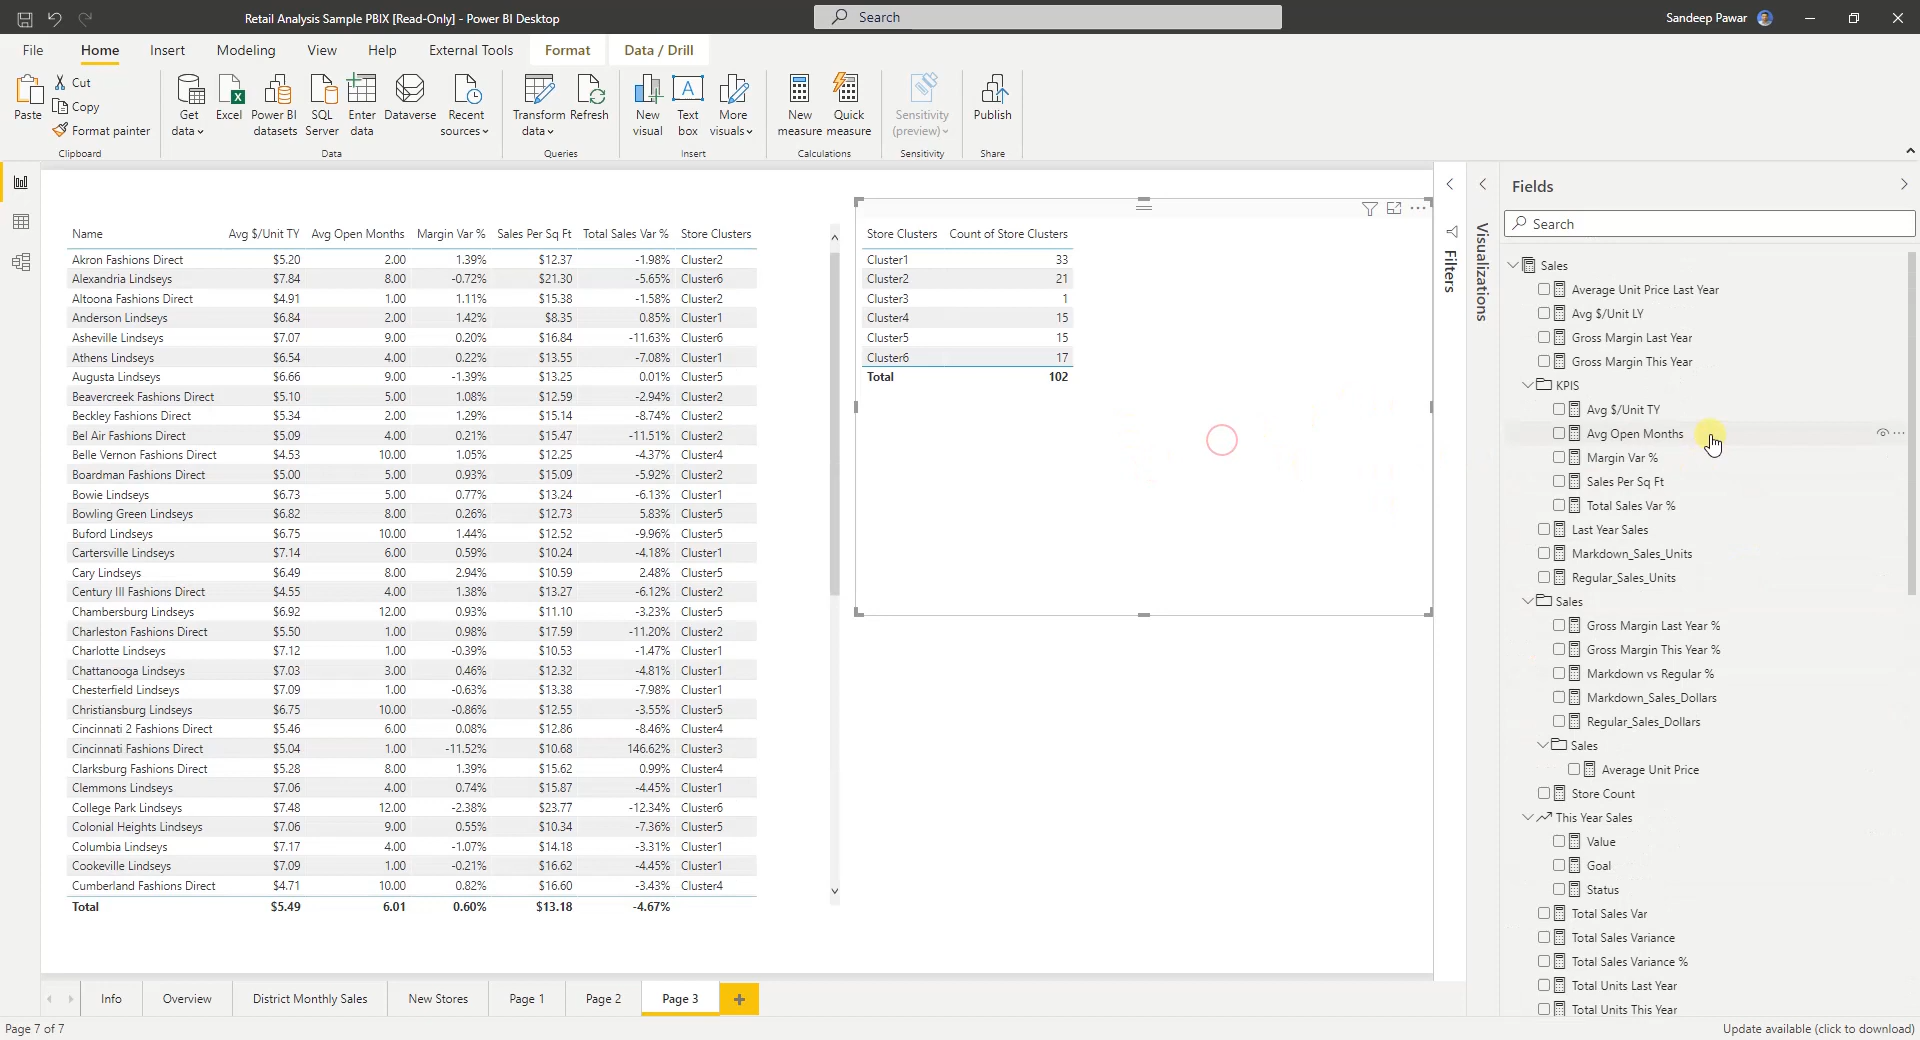 Retail Analysis Sample PBIX [Read-Only] - Power BI Desktop
Search
Sandeep Pawar
File Home Insert Modeling View Help External Tools Format Data / Drill
Paste
Cut
Copy
Format painter
Clipboard
Get data
Excel
Power BI datasets
SQL Server
Enter data
Dataverse
Recent sources
Data
Transform data
Refresh
Queries
New visual
Text box
More visuals
Insert
New measure
Quick measure
Calculations
Sensitivity (preview)
Sensitivity
Publish
Share
Name Avg $/Unit TY Avg Open Months Margin Var % Sales Per Sq Ft Total Sales Var % Store Clusters
Akron Fashions Direct $5.20 2.00 1.39% $12.37 -1.98% Cluster2
Alexandria Lindseys $7.84 8.00 -0.72% $21.30 -5.65% Cluster6
Altoona Fashions Direct $4.91 1.00 1.11% $15.38 -1.58% Cluster2
Anderson Lindseys $6.84 2.00 1.42% $8.35 0.85% Cluster1
Asheville Lindseys $7.07 9.00 0.20% $16.84 -11.63% Cluster6
Athens Lindseys $6.54 4.00 0.22% $13.55 -7.08% Cluster1
Augusta Lindseys $6.66 9.00 -1.39% $13.25 0.01% Cluster5
Beavercreek Fashions Direct $5.10 5.00 1.08% $12.59 -2.94% Cluster2
Beckley Fashions Direct $5.34 2.00 1.29% $15.14 -8.74% Cluster2
Bel Air Fashions Direct $5.09 4.00 0.21% $15.47 -11.51% Cluster2
Belle Vernon Fashions Direct $4.53 10.00 1.05% $12.25 -4.37% Cluster4
Boardman Fashions Direct $5.00 5.00 0.93% $15.09 -5.92% Cluster2
Bowie Lindseys $6.73 5.00 0.77% $13.24 -6.13% Cluster1
Bowling Green Lindseys $6.82 8.00 0.26% $12.73 5.83% Cluster5
Buford Lindseys $6.75 10.00 1.44% $12.52 -9.96% Cluster5
Cartersville Lindseys $7.14 6.00 0.59% $10.24 -4.18% Cluster1
Cary Lindseys $6.49 8.00 2.94% $10.59 2.48% Cluster5
Century III Fashions Direct $4.55 4.00 1.38% $13.27 -6.12% Cluster2
Chambersburg Lindseys $6.92 12.00 0.93% $11.10 -3.23% Cluster5
Charleston Fashions Direct $5.50 1.00 0.98% $17.59 -11.20% Cluster2
Charlotte Lindseys $7.12 1.00 -0.39% $10.53 -1.47% Cluster1
Chattanooga Lindseys $7.03 3.00 0.46% $12.32 -4.81% Cluster1
Chesterfield Lindseys $7.09 1.00 -0.63% $13.38 -7.98% Cluster1
Christiansburg Lindseys $6.75 10.00 -0.86% $12.55 -3.55% Cluster5
Cincinnati 2 Fashions Direct $5.46 6.00 0.08% $12.86 -8.46% Cluster4
Cincinnati Fashions Direct $5.04 1.00 -11.52% $10.68 146.62% Cluster3
Clarksburg Fashions Direct $5.28 8.00 1.39% $15.62 0.99% Cluster4
Clemmons Lindseys $7.06 4.00 0.74% $15.87 -4.45% Cluster1
College Park Lindseys $7.48 12.00 -2.38% $23.77 -12.34% Cluster6
Colonial Heights Lindseys $7.06 9.00 0.55% $10.34 -7.36% Cluster5
Columbia Lindseys $7.17 4.00 -1.07% $14.18 -3.31% Cluster1
Cookeville Lindseys $7.09 1.00 -0.21% $16.62 -4.45% Cluster1
Cumberland Fashions Direct $4.71 10.00 0.82% $16.60 -3.43% Cluster4
Total $5.49 6.01 0.60% $13.18 -4.67%
Store Clusters Count of Store Clusters
Cluster1 33
Cluster2 21
Cluster3 1
Cluster4 15
Cluster5 15
Cluster6 17
Total 102
Filters
Visualizations
Fields
Search
Sales
Average Unit Price Last Year
Avg $/Unit LY
Gross Margin Last Year
Gross Margin This Year
KPIS
Avg $/Unit TY
Avg Open Months
Margin Var %
Sales Per Sq Ft
Total Sales Var %
Last Year Sales
Markdown_Sales_Units
Regular_Sales_Units
Sales
Gross Margin Last Year %
Gross Margin This Year %
Markdown vs Regular %
Markdown_Sales_Dollars
Regular_Sales_Dollars
Sales
Average Unit Price
Store Count
This Year Sales
Value
Goal
Status
Total Sales Var
Total Sales Variance
Total Sales Variance %
Total Units Last Year
Total Units This Year
Info Overview District Monthly Sales New Stores Page 1 Page 2 Page 3
Page 7 of 7
Update available (click to download)